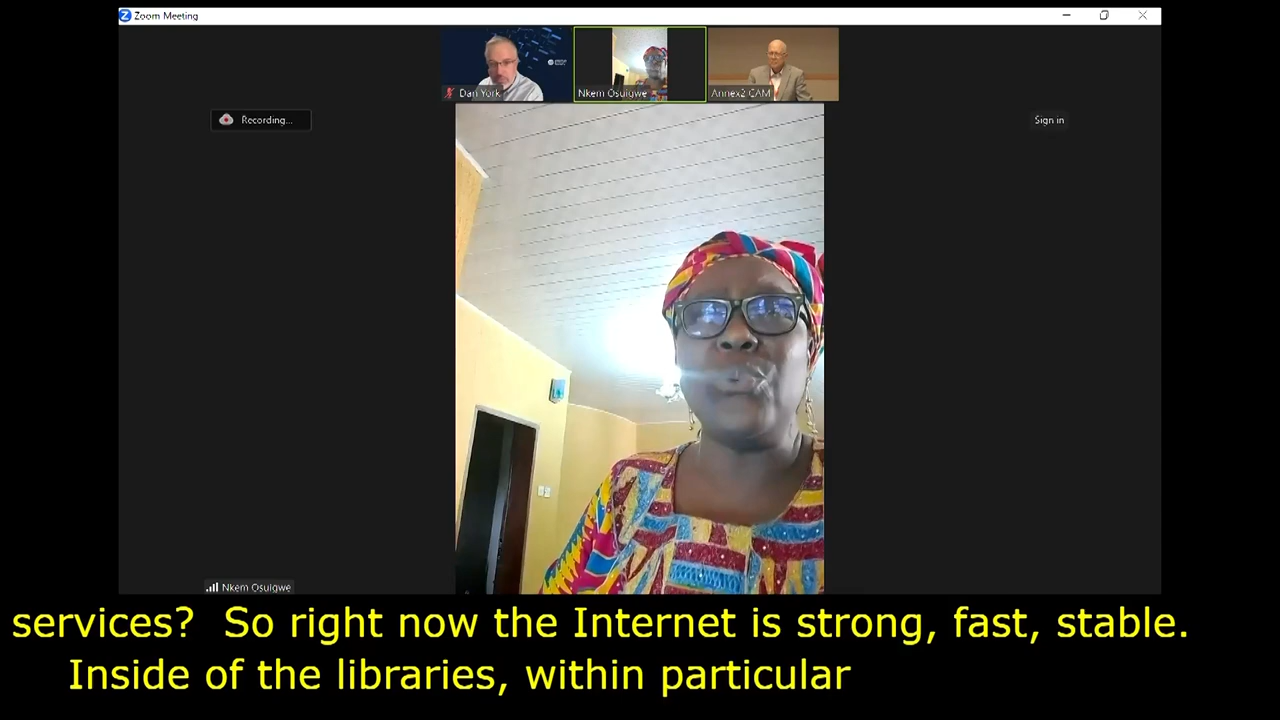 Zoom Meeting
Dan York
Nkem Osuigwe
Annex2 CAM
Recording...
Sign in
Nkem Osuigwe
services?  So right now the Internet is strong, fast, stable.
Inside of the libraries, within particular